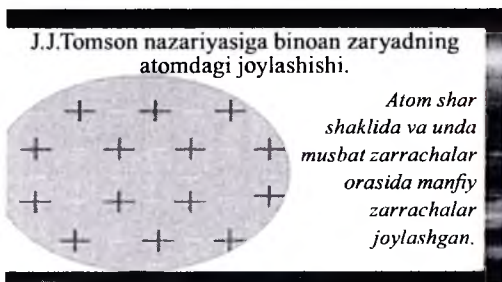 J.J.Tomson nazariyasiga binoan zaryadning
atomdagi joylashishi.
Atom shar
shaklida va unda
musbat zarrachalar
orasida manfiy
zarrachalar
joylashgan.